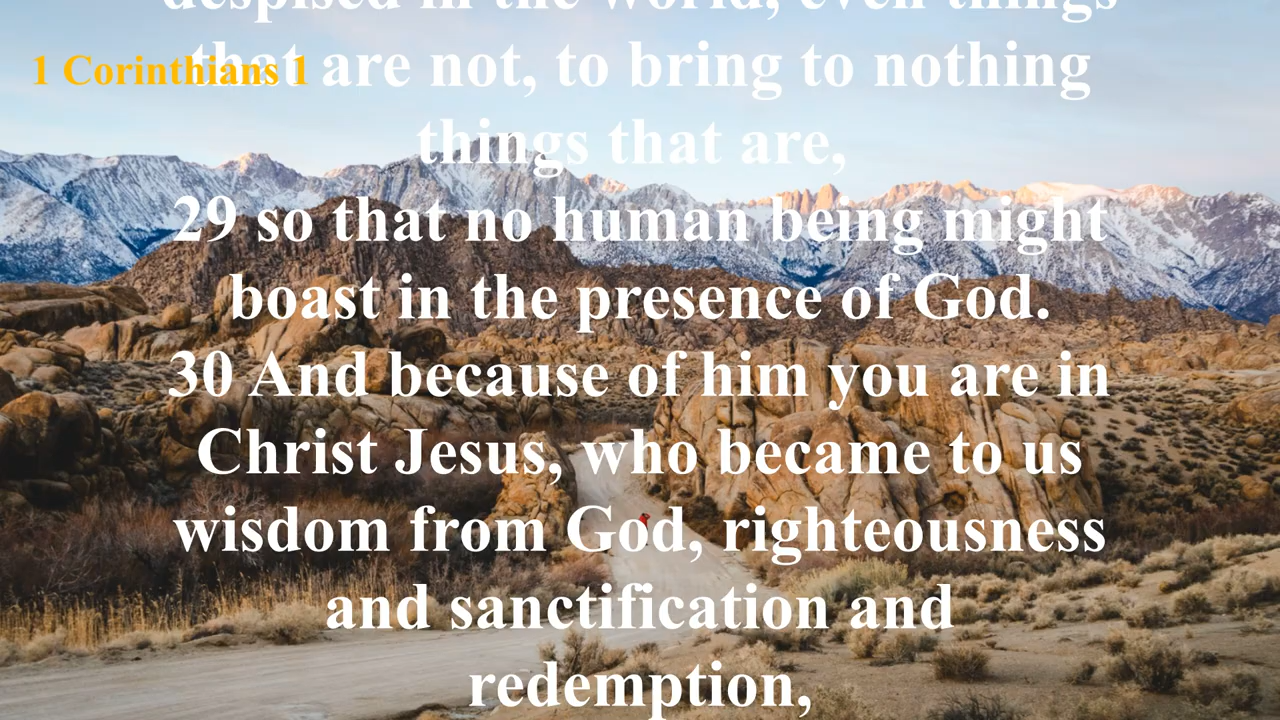 despised in the world, even things
1 Corinthians 1
that are not, to bring to nothing
things that are,
29 so that no human being might
boast in the presence of God.
30 And because of him you are in
Christ Jesus, who became to us
wisdom from God, righteousness
and sanctification and
redemption,